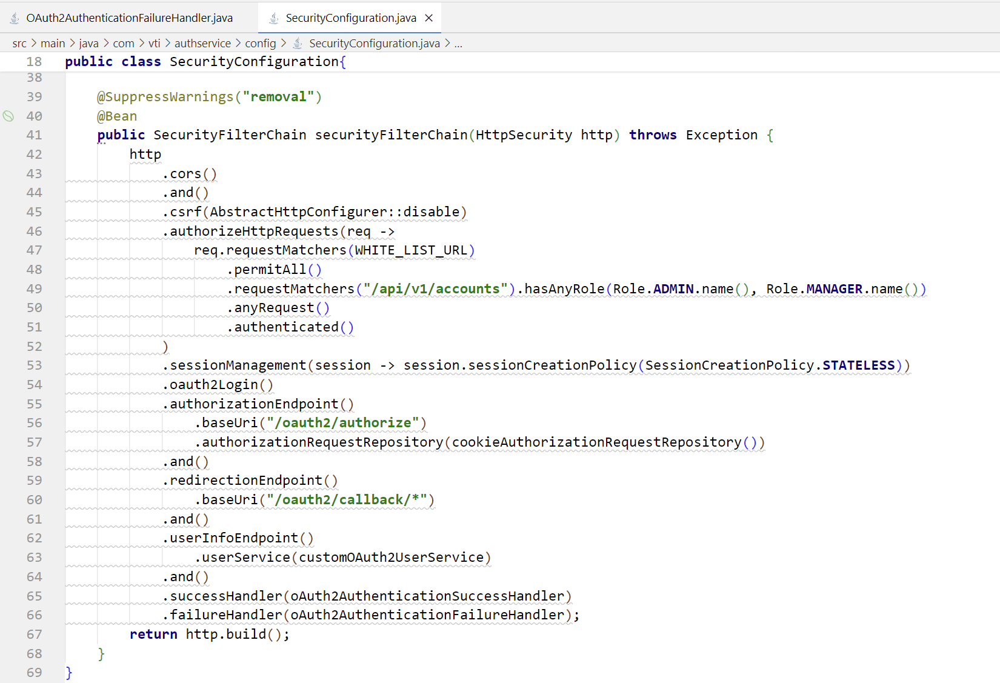 OAuth2AuthenticationFailureHandler.java SecurityConfiguration.java ×
src > main > java > com > vti > authservice > config > SecurityConfiguration.java > ...
18 public class SecurityConfiguration{
38
39 @SuppressWarnings("removal")
40 @Bean
41 public SecurityFilterChain securityFilterChain(HttpSecurity http) throws Exception {
42 http
43 .cors()
44 .and()
45 .csrf(AbstractHttpConfigurer::disable)
46 .authorizeHttpRequests(req ->
47 req.requestMatchers(WHITE_LIST_URL)
48 .permitAll()
49 .requestMatchers("/api/v1/accounts").hasAnyRole(Role.ADMIN.name(), Role.MANAGER.name())
50 .anyRequest()
51 .authenticated()
52 )
53 .sessionManagement(session -> session.sessionCreationPolicy(SessionCreationPolicy.STATELESS))
54 .oauth2Login()
55 .authorizationEndpoint()
56 .baseUri("/oauth2/authorize")
57 .authorizationRequestRepository(cookieAuthorizationRequestRepository())
58 .and()
59 .redirectionEndpoint()
60 .baseUri("/oauth2/callback/*")
61 .and()
62 .userInfoEndpoint()
63 .userService(customOAuth2UserService)
64 .and()
65 .successHandler(oAuth2AuthenticationSuccessHandler)
66 .failureHandler(oAuth2AuthenticationFailureHandler);
67 return http.build();
68 }
69 }